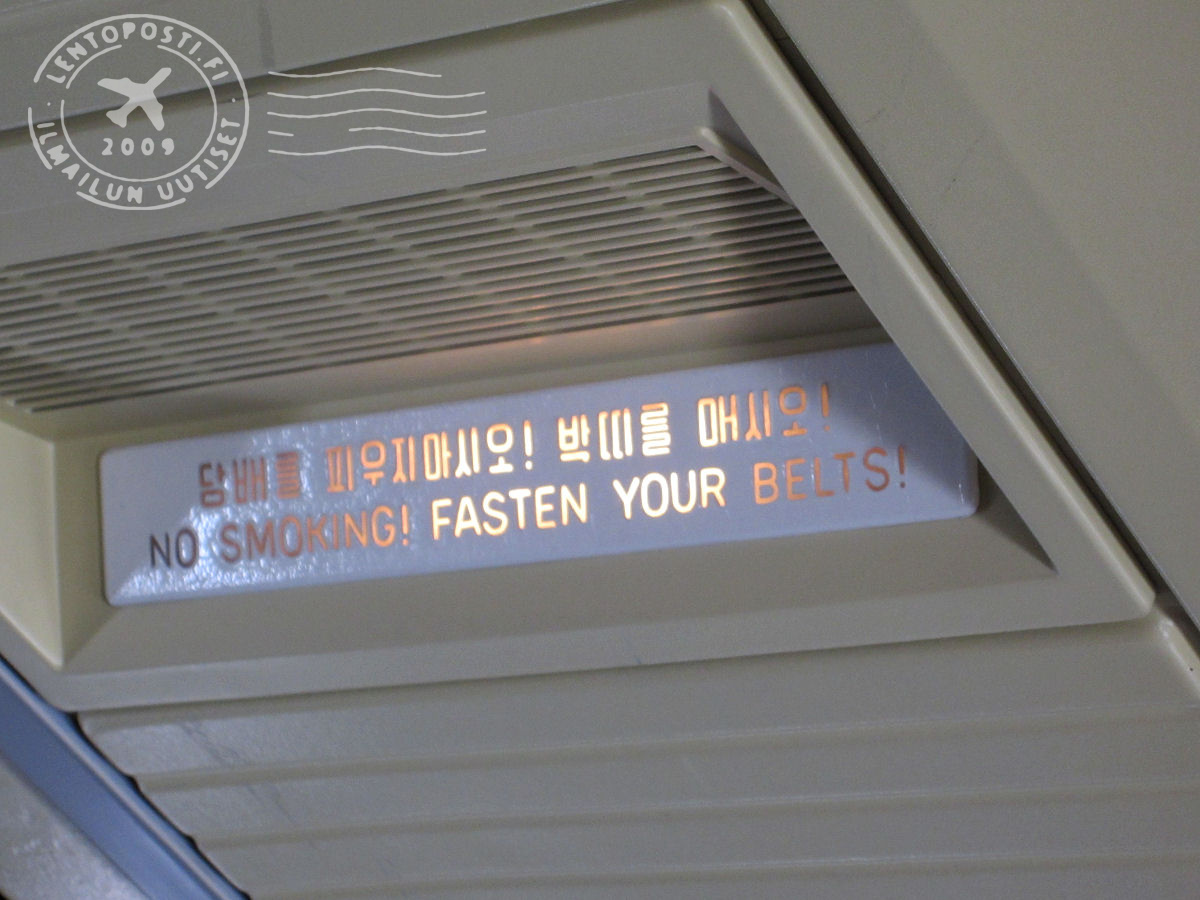 LENTOPOSTI.FI
2009
ILMAILUN UUTISET
담배를 피우지마시오! 박띠를 매시오!
NO SMOKING! FASTEN YOUR BELTS!